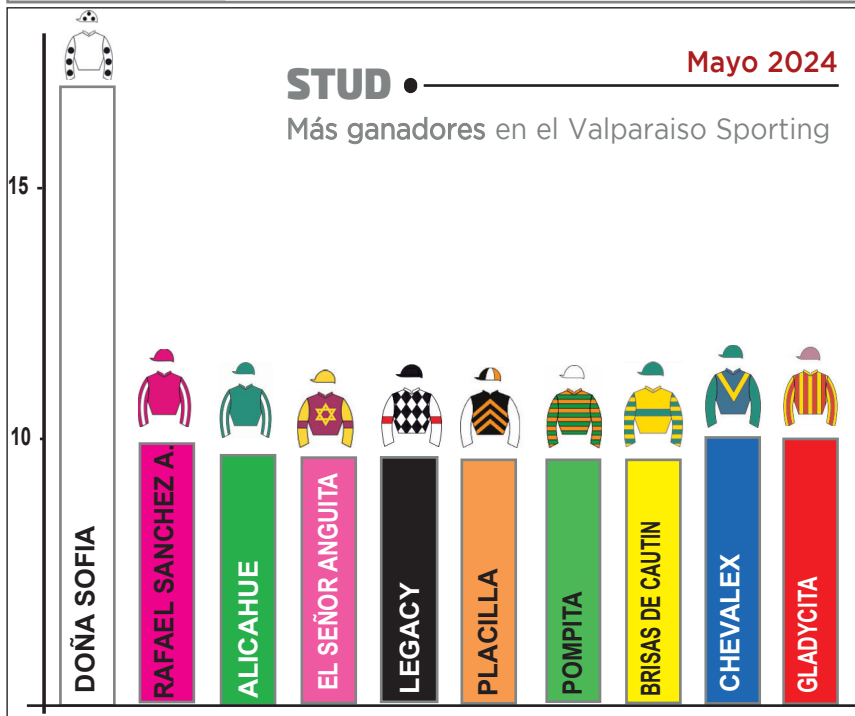 STUD
Mayo 2024
Más ganadores en el Valparaiso Sporting
15
10
DOÑA SOFIA
RAFAEL SANCHEZ A.
ALICAHUE
EL SEÑOR ANGUITA
LEGACY
PLACILLA
POMPITA
BRISAS DE CAUTIN
CHEVALEX
GLADYCITA